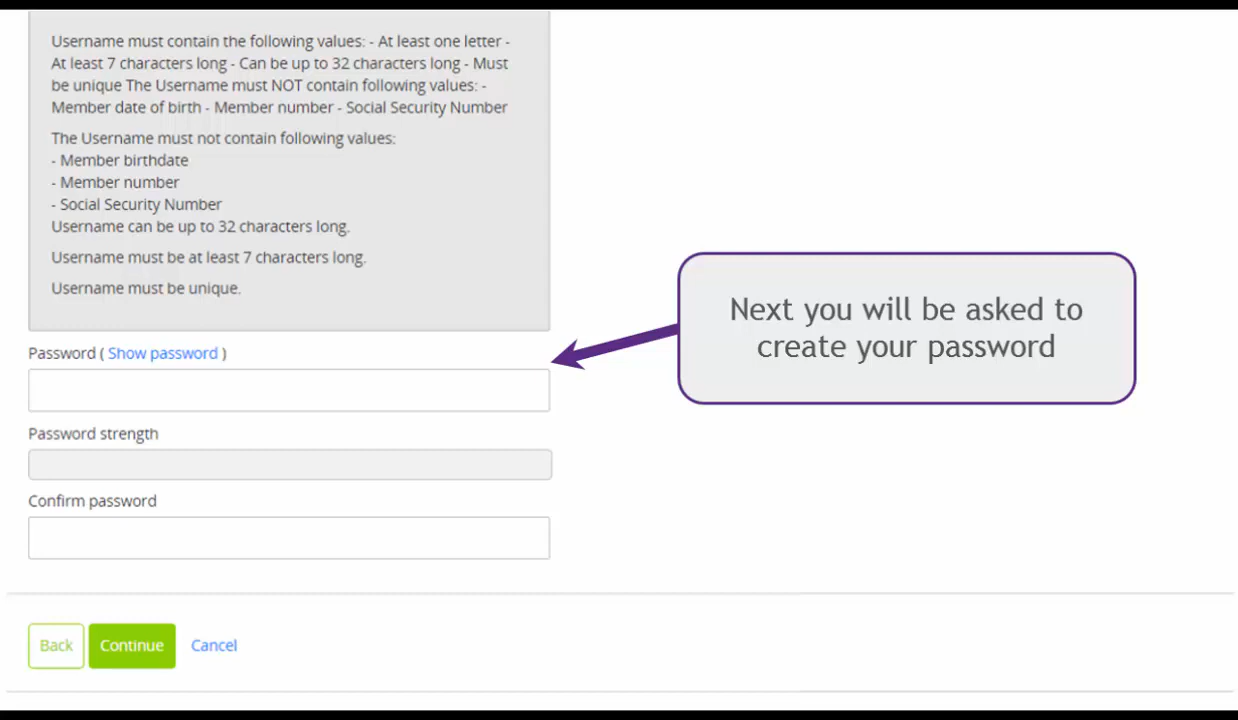 Username must contain the following values: - At least one letter -
At least 7 characters long - Can be up to 32 characters long - Must
be unique The Username must NOT contain following values: -
Member date of birth - Member number - Social Security Number
The Username must not contain following values:
- Member birthdate
- Member number
- Social Security Number
Username can be up to 32 characters long.
Username must be at least 7 characters long.
Username must be unique.
Next you will be asked to
create your password
Password ( Show password )
Password strength
Confirm password
Back Continue Cancel